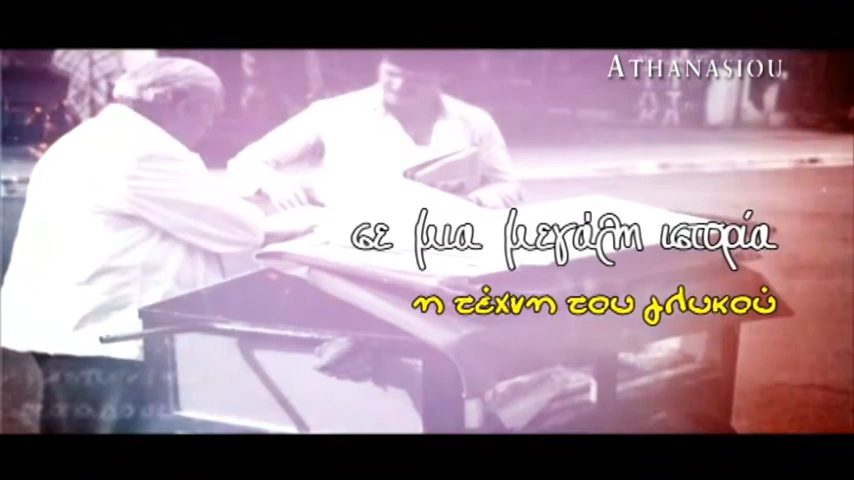 ATHANASIOU
σε μια μεγάλη ιστορία
η τέχνη του γλυκού